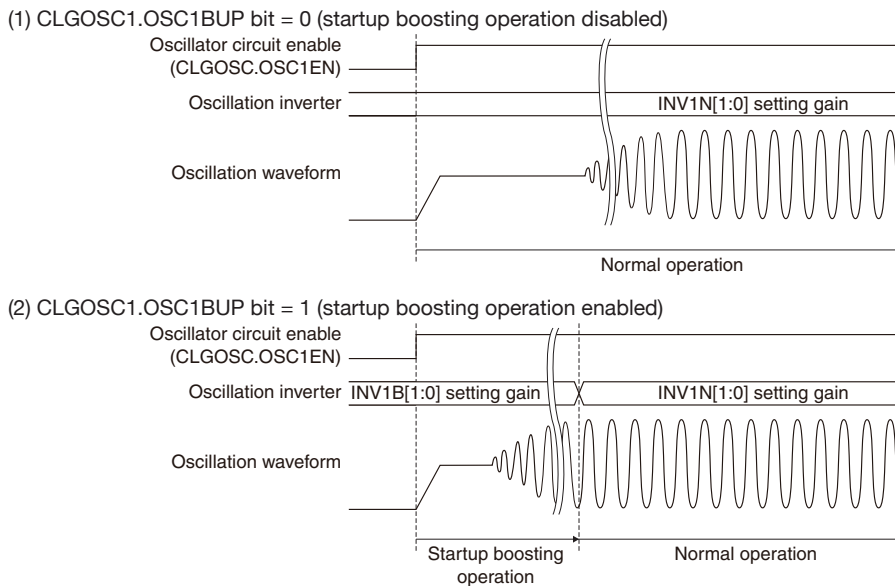 (1) CLGOSC1.OSC1BUP bit = 0 (startup boosting operation disabled)
Oscillator circuit enable
(CLGOSC.OSC1EN)
Oscillation inverter
INV1N[1:0] setting gain
Oscillation waveform
Normal operation
(2) CLGOSC1.OSC1BUP bit = 1 (startup boosting operation enabled)
Oscillator circuit enable
(CLGOSC.OSC1EN)
Oscillation inverter
INV1B[1:0] setting gain
INV1N[1:0] setting gain
Oscillation waveform
Startup boosting
operation
Normal operation